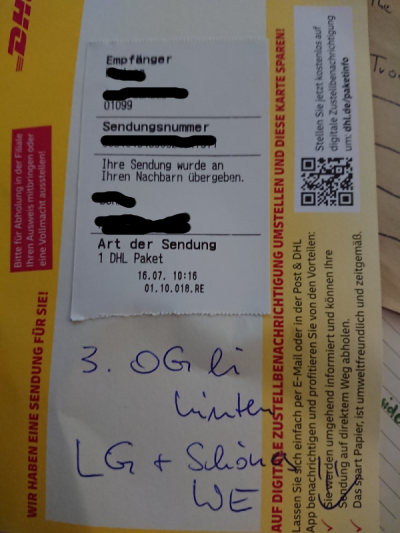 DHL
Empfänger
01099
Sendungsnummer
Ihre Sendung wurde an
Ihren Nachbarn übergeben.
Art der Sendung
1 DHL Paket
16.07. 10:16
01.10.018.RE
3. OG li
hinten
LG + Schönes
WE
WIR HABEN EINE SENDUNG FÜR SIE!
Bitte für Abholung in der Filiale
Ihren Ausweis mitbringen oder
eine Vollmacht ausstellen!
AUF DIGITALE ZUSTELLBENACHRICHTIGUNG UMSTELLEN UND DIESE KARTE SPAREN!
Lassen Sie sich einfach per E-Mail oder in der Post & DHL
App benachrichtigen und profitieren Sie von den Vorteilen:
Sie werden umgehend informiert und können Ihre
Sendung auf direktem Weg abholen.
Das spart Papier, ist umweltfreundlich und zeitgemäß.
Stellen Sie jetzt kostenlos auf
digitale Zustellbenachrichtigung
um: dhl.de/paketinfo